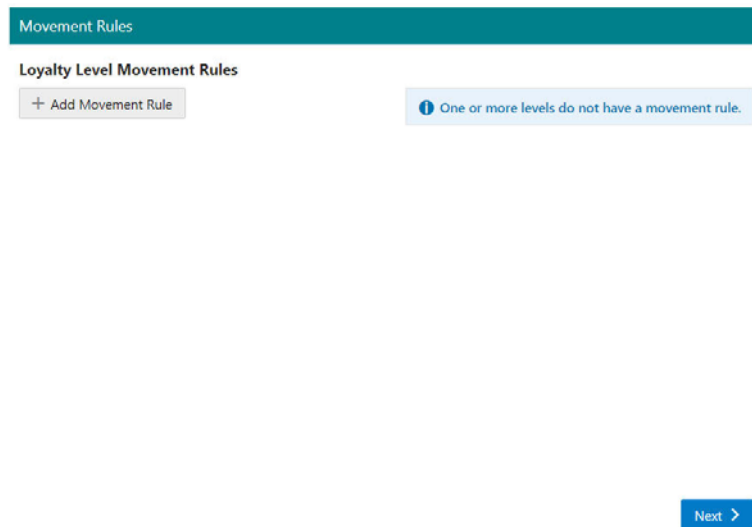 Movement Rules
Loyalty Level Movement Rules
+ Add Movement Rule
One or more levels do not have a movement rule.
Next